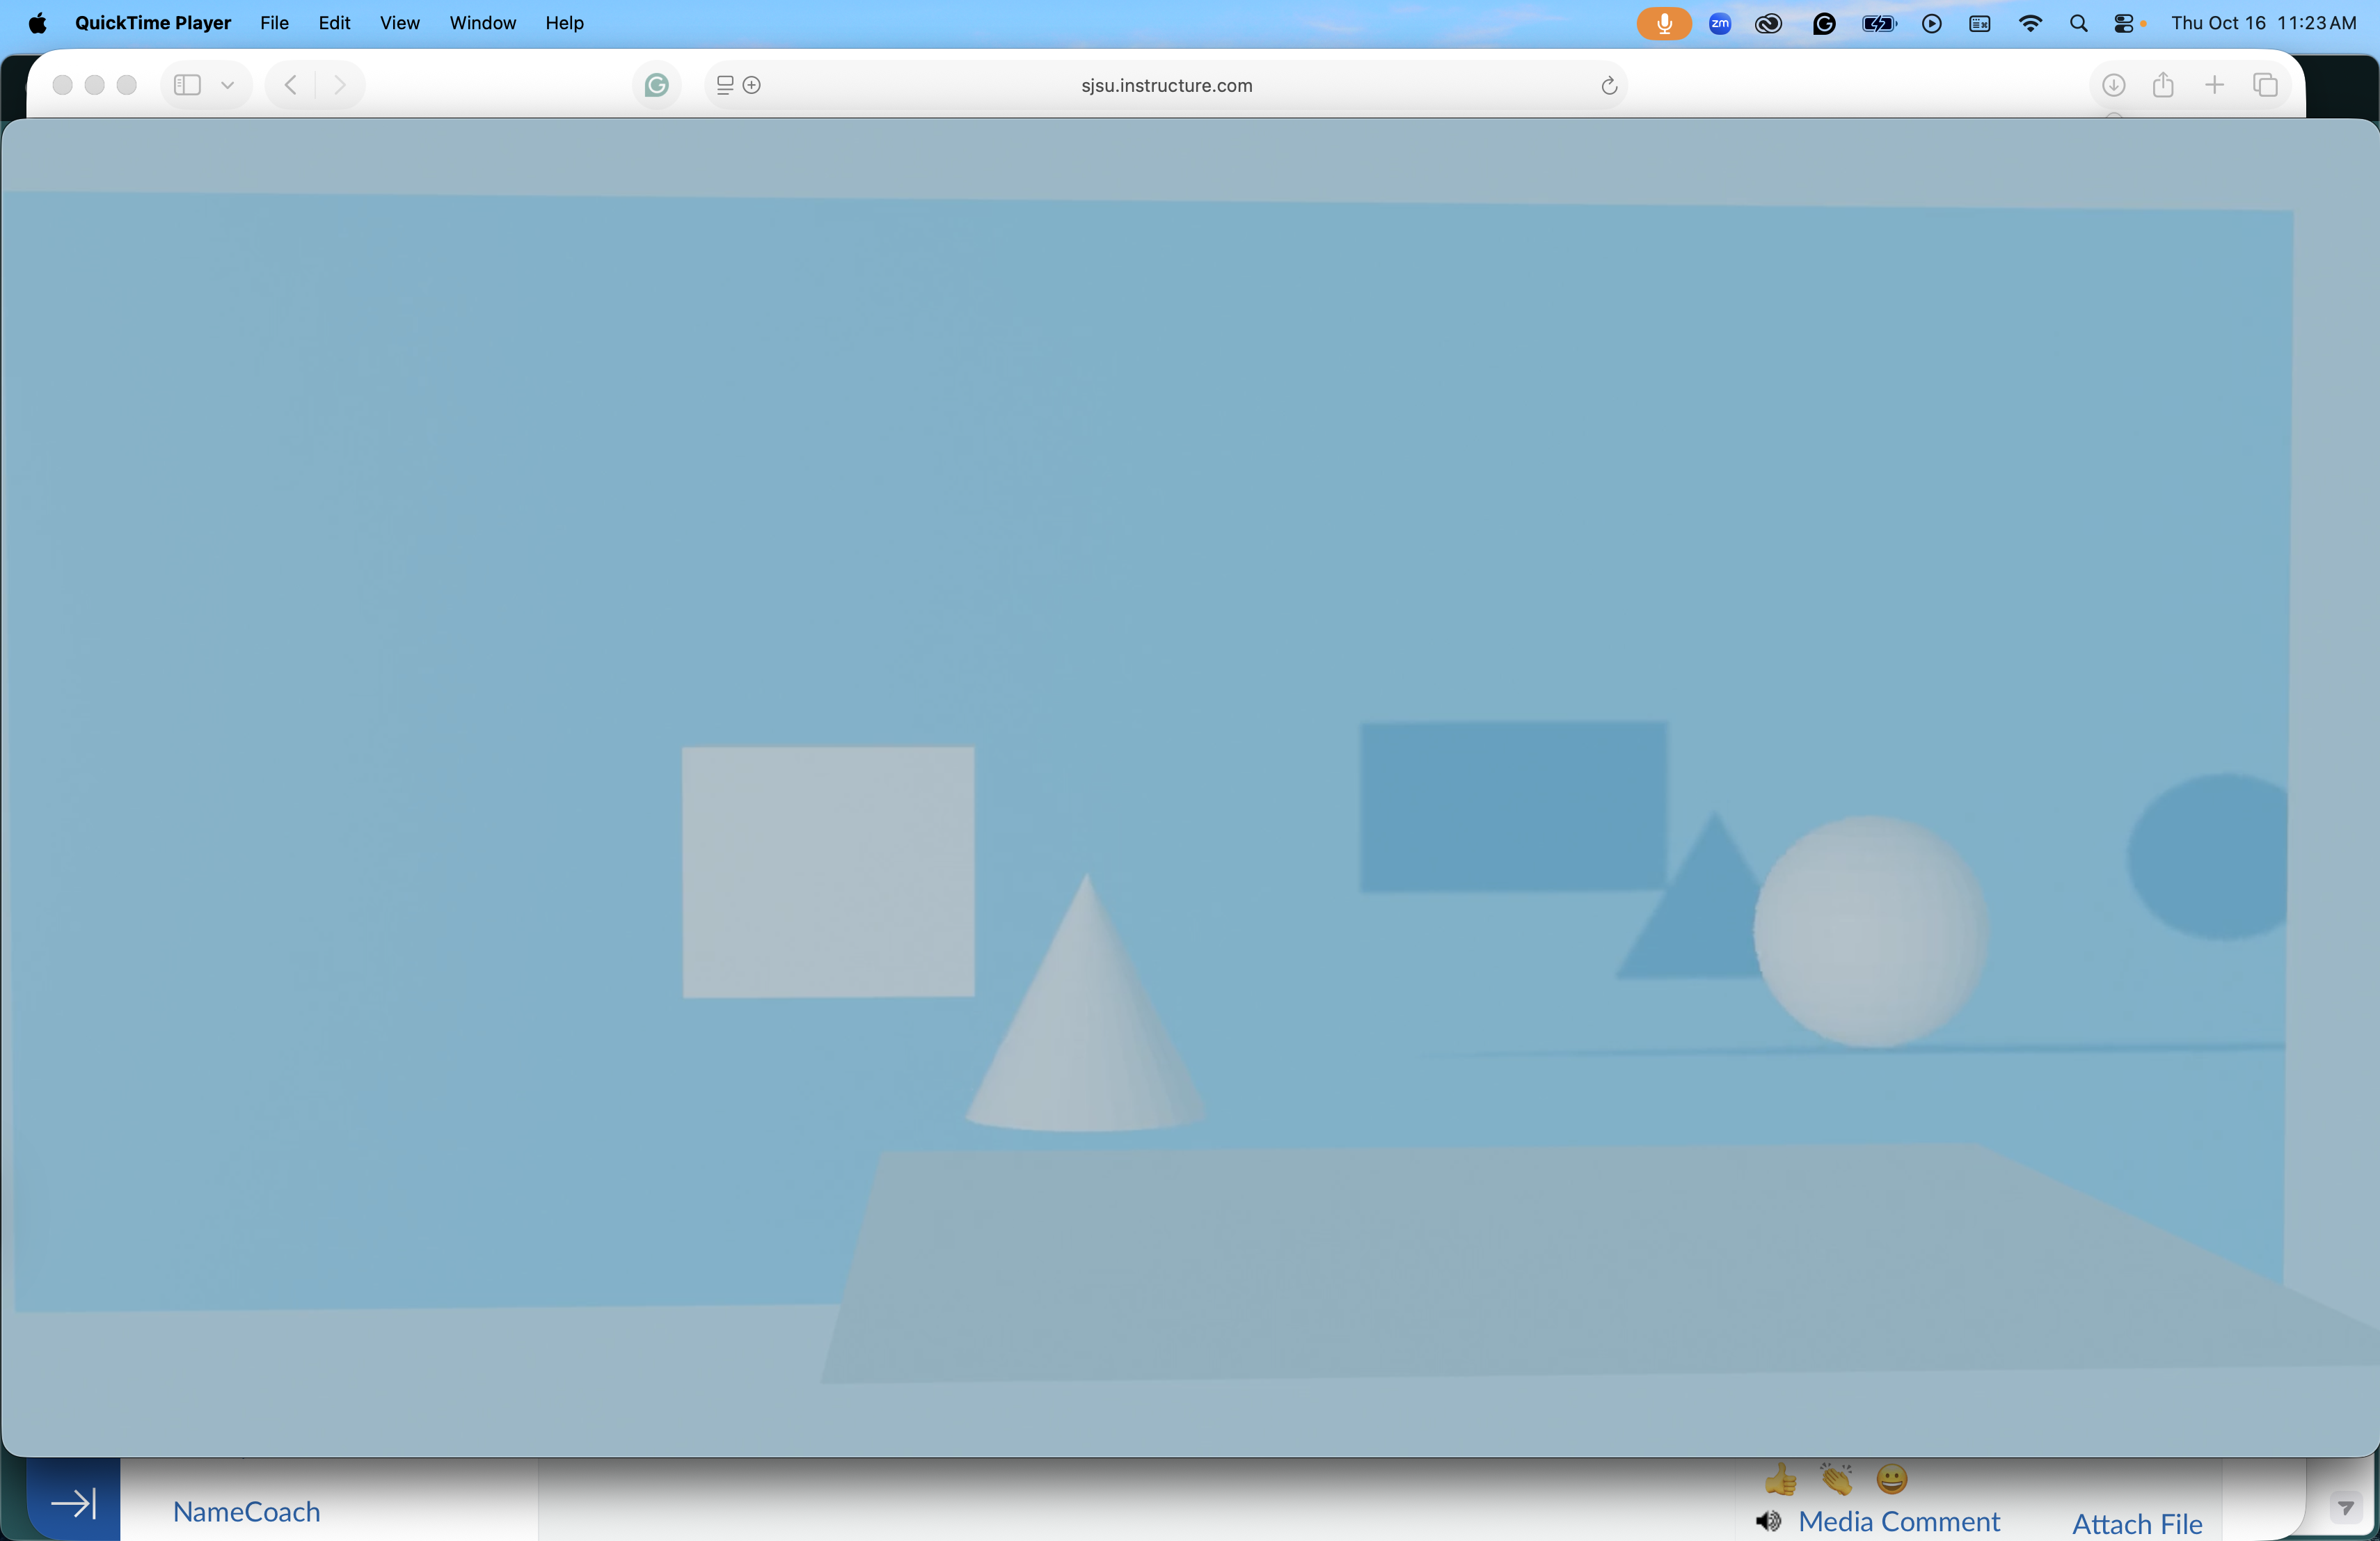 QuickTime Player File Edit View Window Help zm Thu Oct 16 11:23 AM
sjsu.instructure.com
NameCoach
Media Comment Attach File